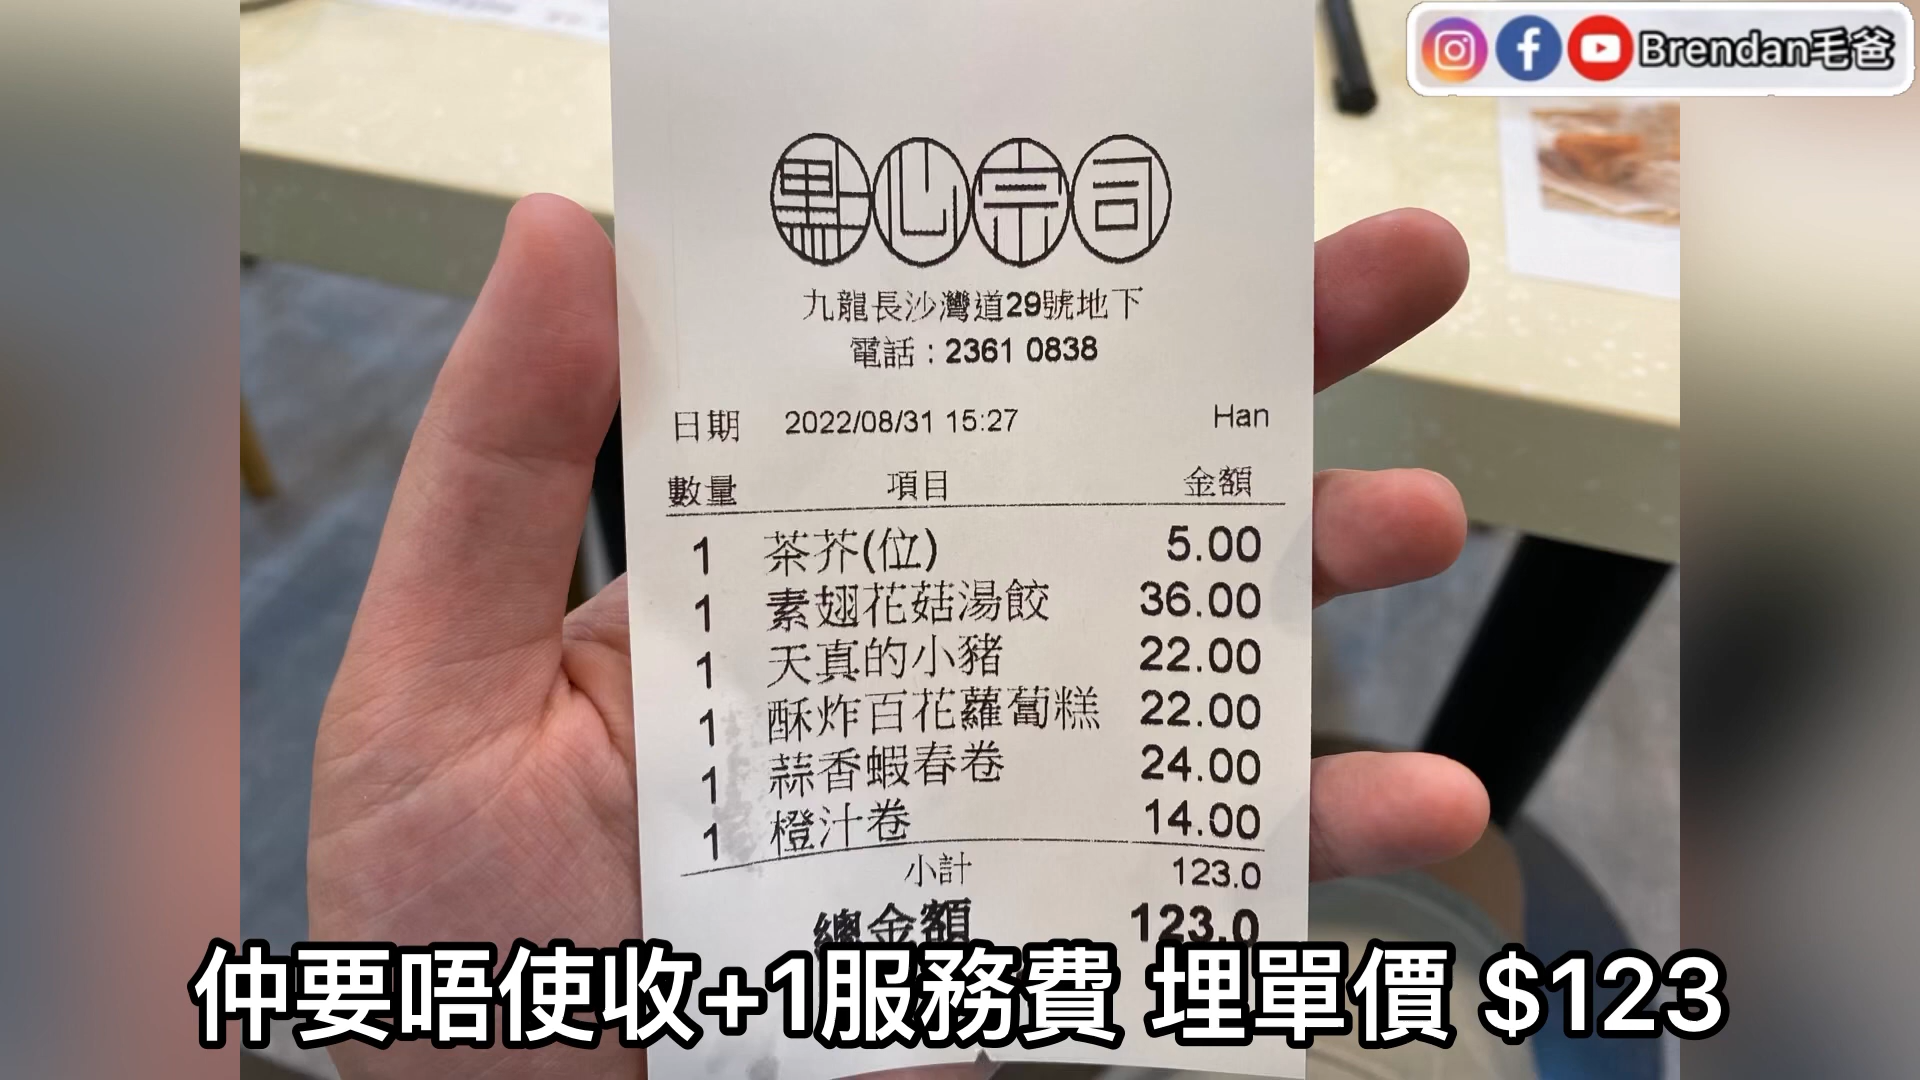 Brendan毛爸
點心宗司
九龍長沙灣道29號地下
電話：2361 0838
日期 2022/08/31 15:27 Han
數量 項目 金額
1 茶芥(位) 5.00
1 素翅花菇湯餃 36.00
1 天真的小豬 22.00
1 酥炸百花蘿蔔糕 22.00
1 蒜香蝦春卷 24.00
1 橙汁卷 14.00
小計 123.0
總金額 123.0
仲要唔使收+1服務費 埋單價 $123